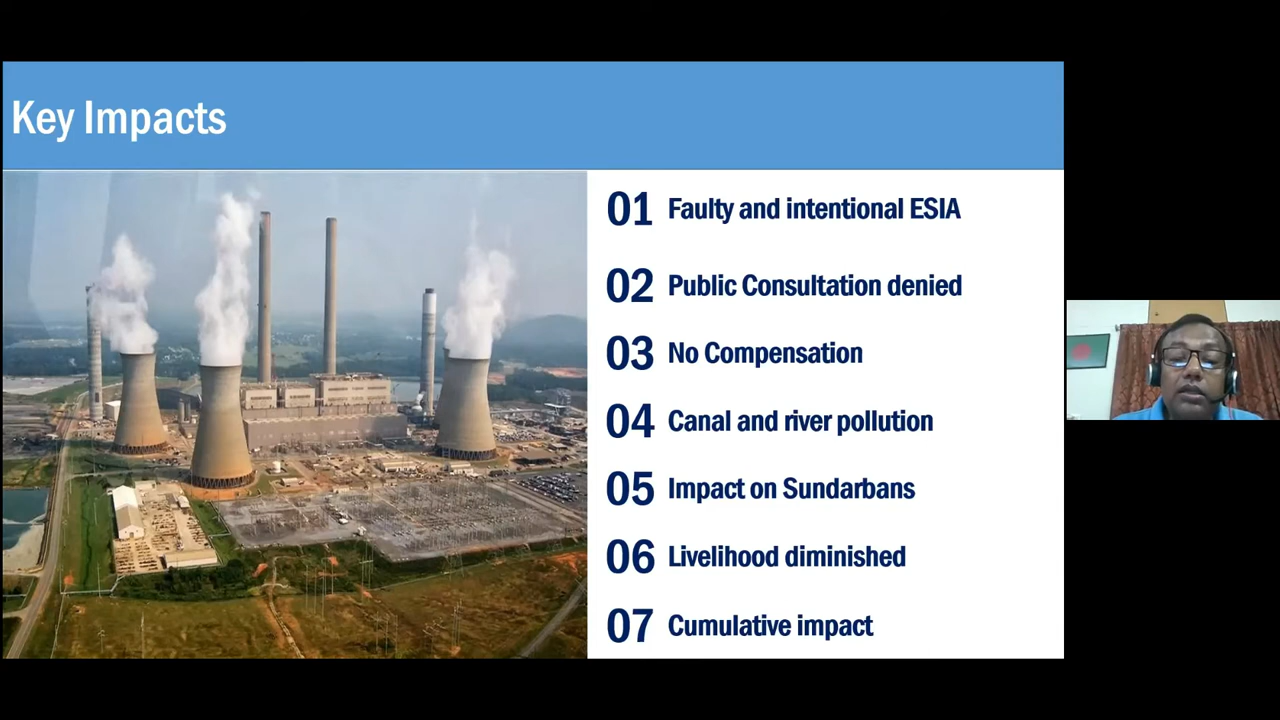 Key Impacts
01 Faulty and intentional ESIA
02 Public Consultation denied
03 No Compensation
04 Canal and river pollution
05 Impact on Sundarbans
06 Livelihood diminished
07 Cumulative impact